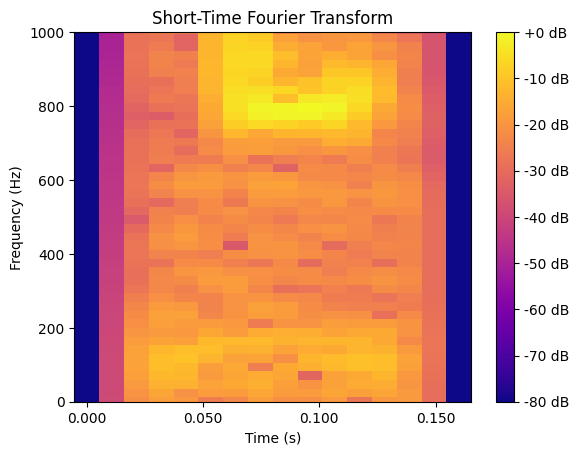 Short-Time Fourier Transform
Frequency (Hz)
1000
800
600
400
200
0
0.000
0.050
0.100
0.150
Time (s)
+0 dB
-10 dB
-20 dB
-30 dB
-40 dB
-50 dB
-60 dB
-70 dB
-80 dB